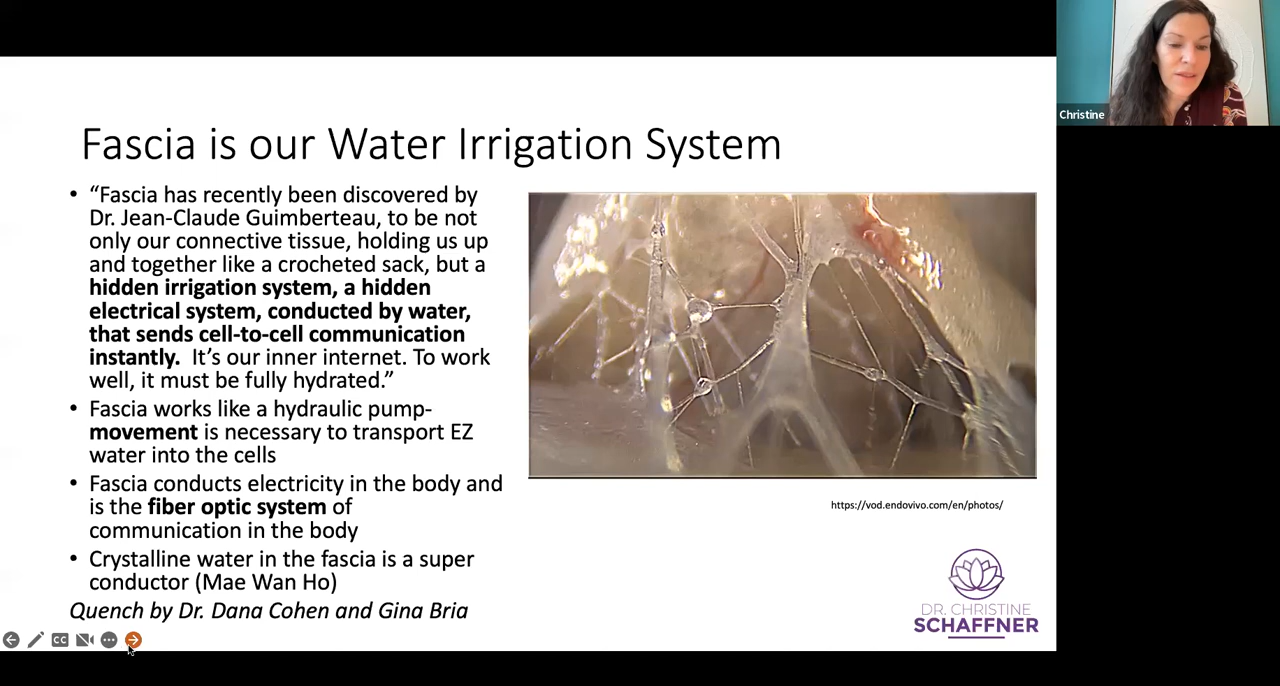 Christine
Fascia is our Water Irrigation System
• “Fascia has recently been discovered by
Dr. Jean-Claude Guimberteau, to be not
only our connective tissue, holding us up
and together like a crocheted sack, but a
hidden irrigation system, a hidden
electrical system, conducted by water,
that sends cell-to-cell communication
instantly. It’s our inner internet. To work
well, it must be fully hydrated.”
• Fascia works like a hydraulic pump-
movement is necessary to transport EZ
water into the cells
• Fascia conducts electricity in the body and
is the fiber optic system of
communication in the body
• Crystalline water in the fascia is a super
conductor (Mae Wan Ho)
Quench by Dr. Dana Cohen and Gina Bria
https://vod.endovivo.com/en/photos/
DR. CHRISTINE
SCHAFFNER
CC